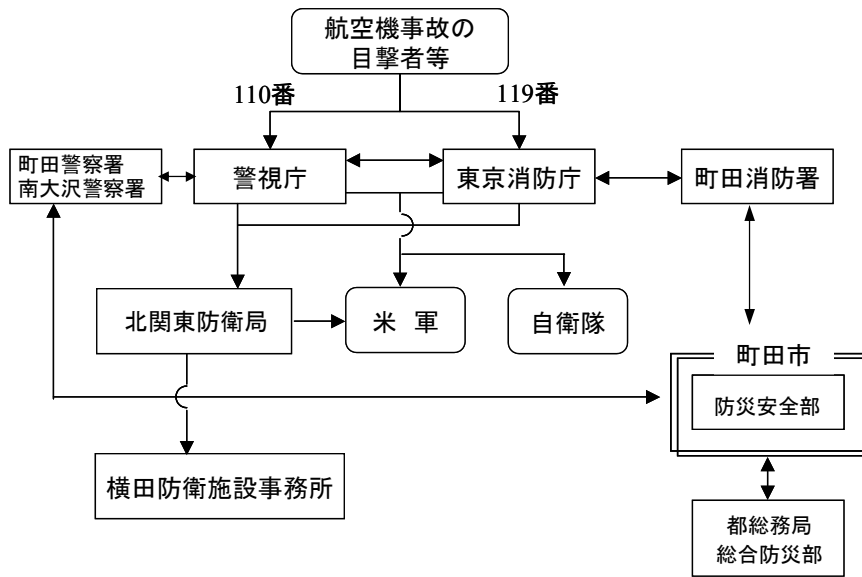 航空機事故の
目撃者等
110番
119番
町田警察署
南大沢警察署
警視庁
東京消防庁
町田消防署
北関東防衛局
米 軍
自衛隊
町田市
防災安全部
横田防衛施設事務所
都総務局
総合防災部